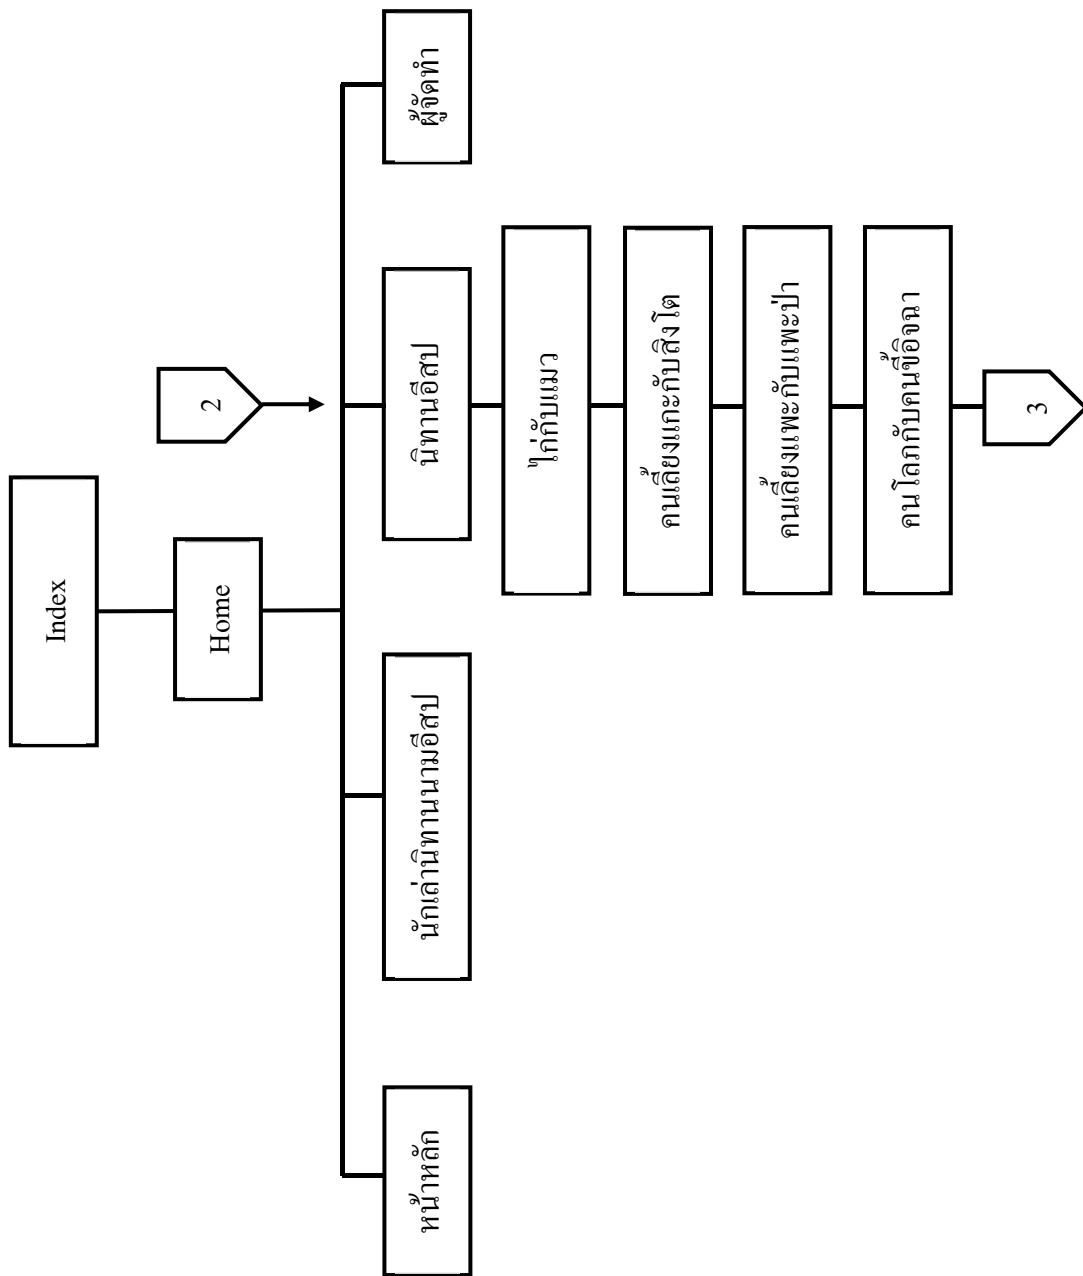 Index
Home
2
หน้าหลัก
นักเล่านิทานนามอีสป
นิทานอีสป
ผู้จัดทำ
ไก่กับแมว
คนเลี้ยงแกะกับสิงโต
คนเลี้ยงแพะกับแพะป่า
คนโลภกับคนขี้อิจฉา
3